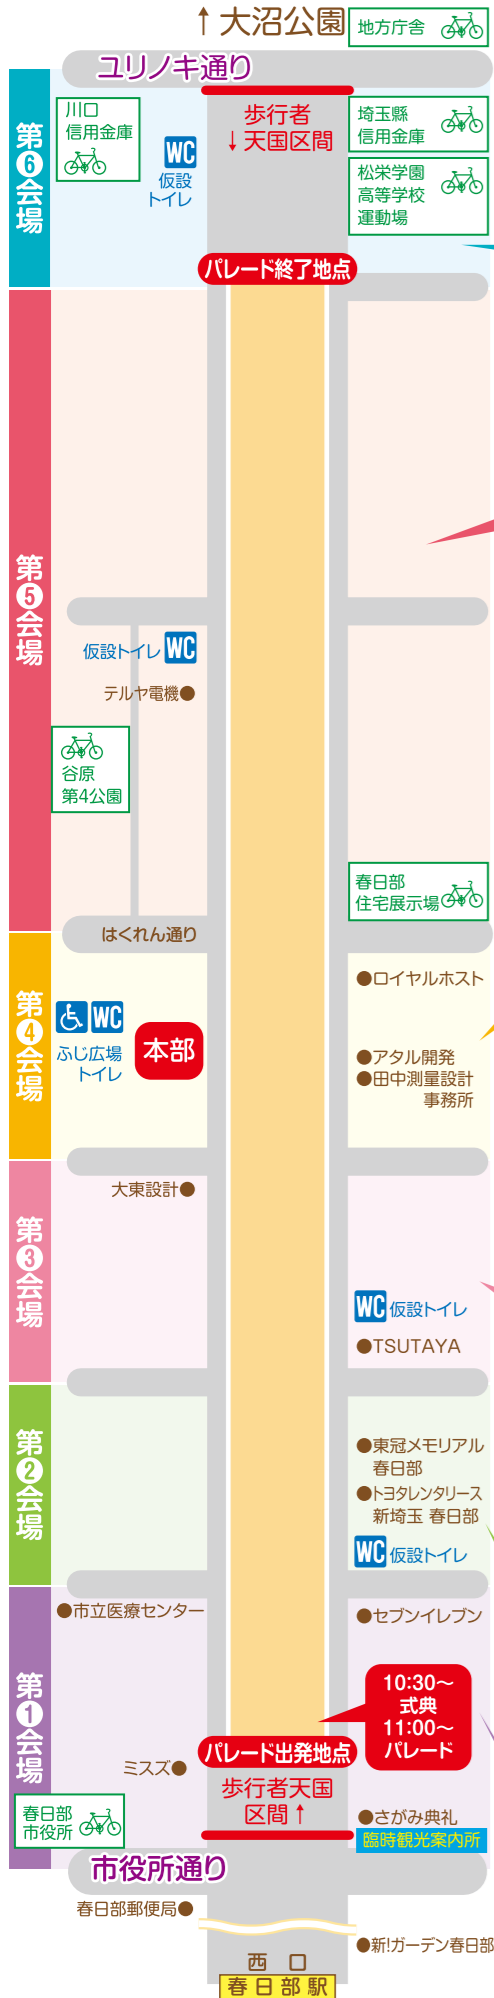 ↑大沼公園
地方庁舎
ユリノキ通り
第6会場
川口
信用金庫
WC
仮設
トイレ
歩行者
↓天国区間
埼玉縣
信用金庫
松栄学園
高等学校
運動場
パレード終了地点
第5会場
仮設トイレ WC
テルヤ電機●
谷原
第4公園
春日部
住宅展示場
はくれん通り
第4会場
●ロイヤルホスト
WC
ふじ広場
トイレ
本部
●アタル開発
●田中測量設計
事務所
第3会場
大東設計●
WC 仮設トイレ
●TSUTAYA
第2会場
●東冠メモリアル
春日部
●トヨタレンタリース
新埼玉 春日部
WC 仮設トイレ
第1会場
●市立医療センター
●セブンイレブン
10:30〜
式典
11:00〜
パレード
パレード出発地点
ミスズ●
歩行者天国
区間↑
春日部
市役所
●さがみ典礼
臨時観光案内所
市役所通り
春日部郵便局●
●新!ガーデン春日部
西口
春日部駅